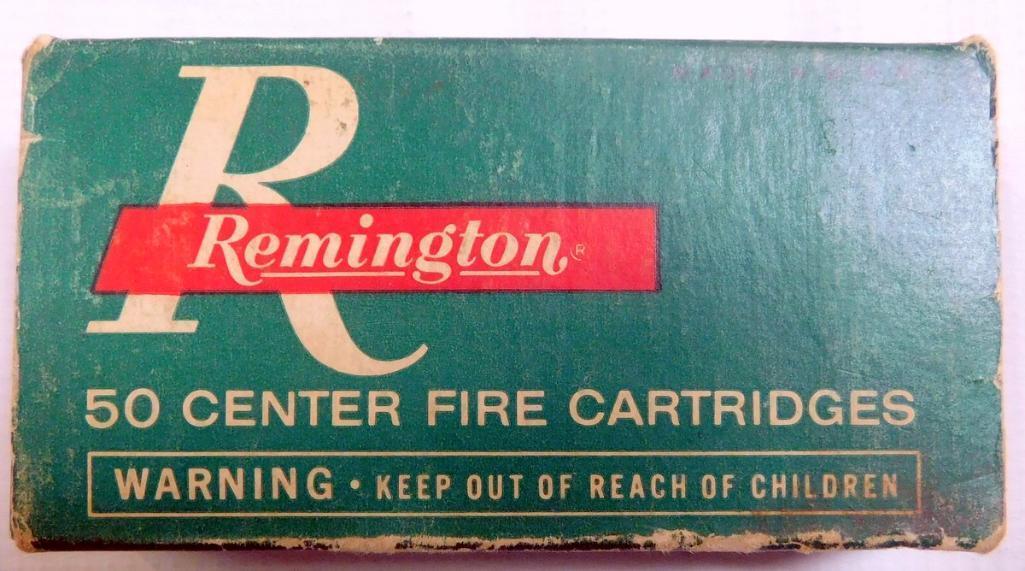 R
Remington®
50 CENTER FIRE CARTRIDGES
WARNING • KEEP OUT OF REACH OF CHILDREN